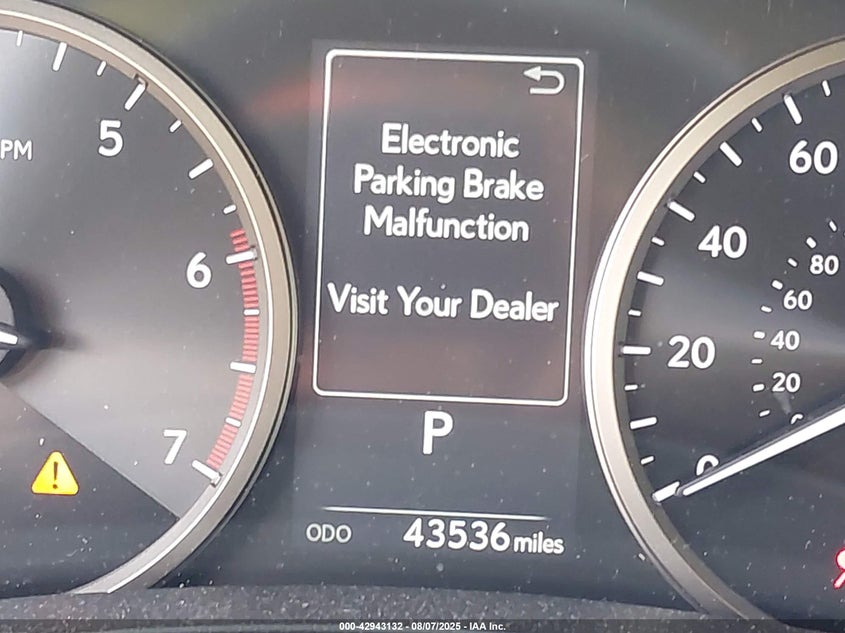 Electronic
Parking Brake
Malfunction
Visit Your Dealer
P
ODO 43536 miles
PM
5
6
7
60
40
20
0
80
60
40
20
000-42943132 - 08/07/2025 - IAA Inc.